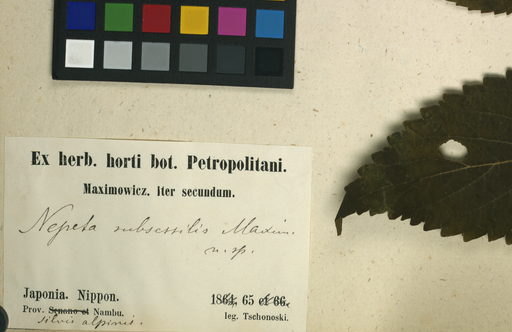 Ex herb. horti bot. Petropolitani.
Maximowicz. iter secundum.
Nepeta subsessilis Maxim.
n. sp.
Japonia. Nippon.
1864, 65 et 66.
Prov. Senano et Nambu.
leg. Tschonoski.
silvis alpinis.